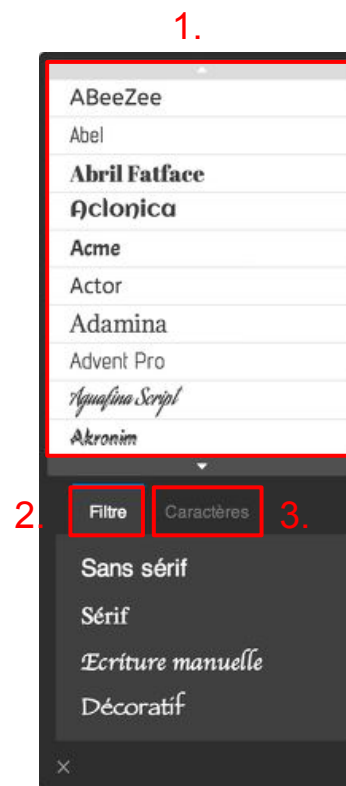 1.
ABeeZee
Abel
Abril Fatface
Aclonica
Acme
Actor
Adamina
Advent Pro
Aguafina Script
Akronim
2. Filtre Caractères 3.
Sans sérif
Sérif
Ecriture manuelle
Décoratif